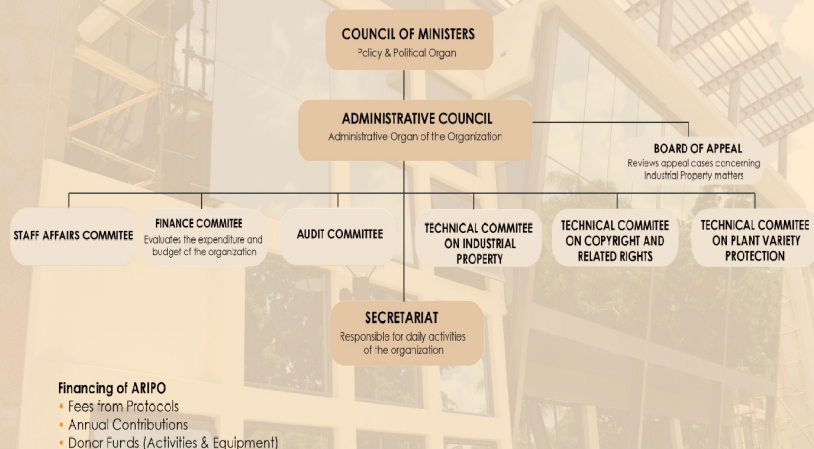 COUNCIL OF MINISTERS
Policy & Political Organ
ADMINISTRATIVE COUNCIL
Administrative Organ of the Organization
BOARD OF APPEAL
Reviews appeal cases concerning
Industrial Property matters
STAFF AFFAIRS COMMITEE
FINANCE COMMITEE
Evaluates the expenditure and
budget of the organization
AUDIT COMMITTEE
TECHNICAL COMMITEE
ON INDUSTRIAL
PROPERTY
TECHNICAL COMMITEE
ON COPYRIGHT AND
RELATED RIGHTS
TECHNICAL COMMITEE
ON PLANT VARIETY
PROTECTION
SECRETARIAT
Responsible for daily activities
of the organization
Financing of ARIPO
• Fees from Protocols
• Annual Contributions
• Donor Funds (Activities & Equipment)